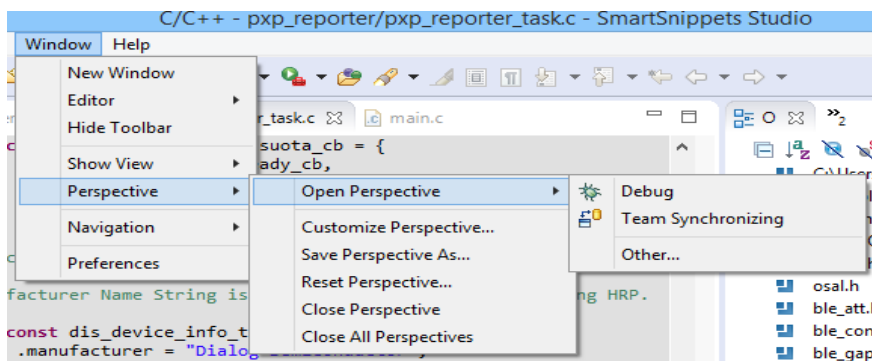 C/C++ - pxp_reporter/pxp_reporter_task.c - SmartSnippets Studio
Window Help
New Window
Editor
Hide Toolbar
Show View
Perspective
Navigation
Preferences
Open Perspective
Customize Perspective...
Save Perspective As...
Reset Perspective...
Close Perspective
Close All Perspectives
Debug
Team Synchronizing
Other...
r_task.c main.c
O »2
suota_cb = {
ady_cb,
facturer Name String is
ng HRP.
const dis_device_info_t
.manufacturer = "Dialog
C:\User
osal.h
ble_att.
ble_con
ble_gap